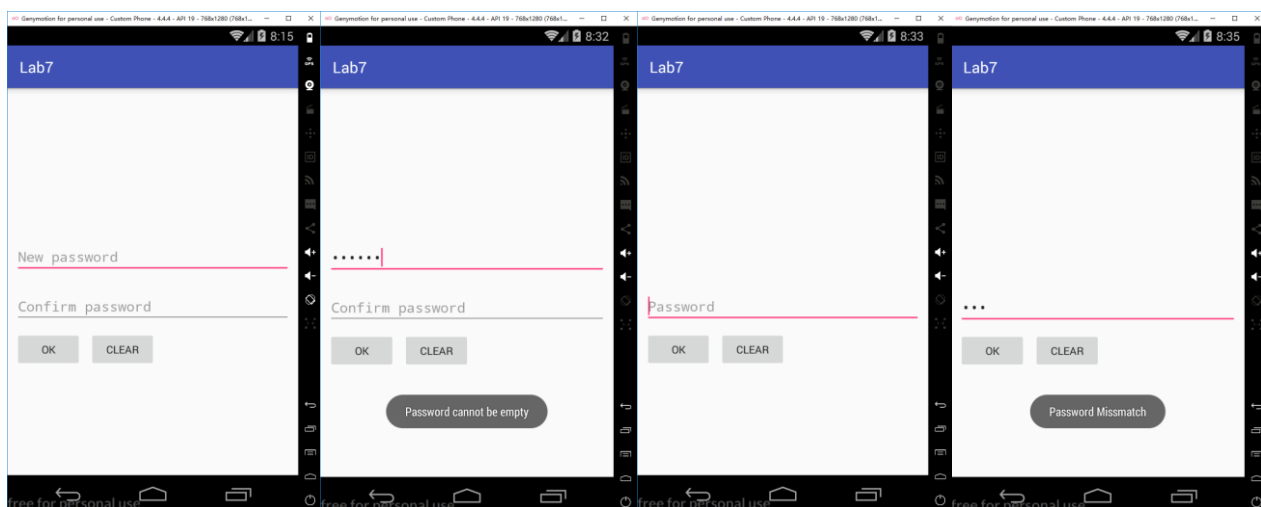 Genymotion for personal use - Custom Phone - 4.4.4 - API 19 - 768x1280 (768x1...
8:15
Lab7
New password
Confirm password
OK
CLEAR
free for personal use
Genymotion for personal use - Custom Phone - 4.4.4 - API 19 - 768x1280 (768x1...
8:32
Lab7
••••••
Confirm password
OK
CLEAR
Password cannot be empty
free for personal use
Genymotion for personal use - Custom Phone - 4.4.4 - API 19 - 768x1280 (768x1...
8:33
Lab7
Password
OK
CLEAR
free for personal use
Genymotion for personal use - Custom Phone - 4.4.4 - API 19 - 768x1280 (768x1...
8:35
Lab7
•••
OK
CLEAR
Password Missmatch
free for personal use